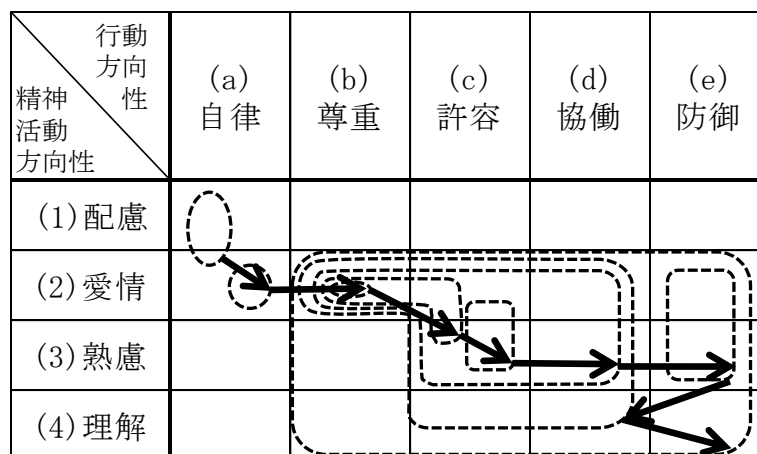 行動
方向
性
精神
活動
方向性
(a)
自律
(b)
尊重
(c)
許容
(d)
協働
(e)
防御
(1)配慮
(2)愛情
(3)熟慮
(4)理解